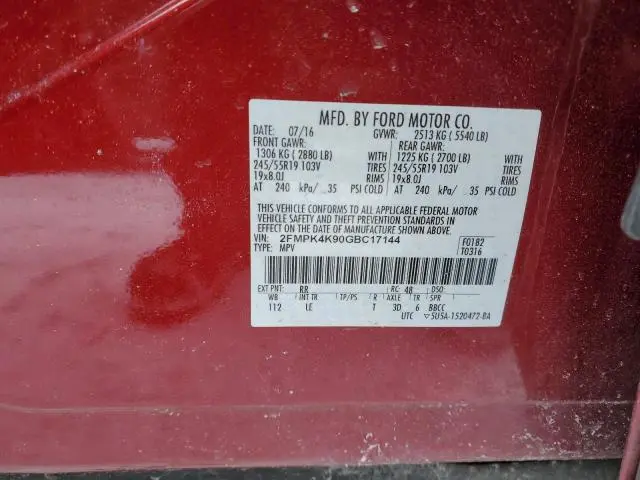 MFD. BY FORD MOTOR CO.
DATE: 07/16 GVWR: 2513 KG ( 5540 LB)
FRONT GAWR: REAR GAWR:
1306 KG ( 2880 LB) WITH 1225 KG ( 2700 LB) WITH
245/55R19 103V TIRES 245/55R19 103V TIRES
19x8.0J RIMS 19x8.0J RIMS
AT 240 kPa/ 35 PSI COLD AT 240 kPa/ 35 PSI COLD
THIS VEHICLE CONFORMS TO ALL APPLICABLE FEDERAL MOTOR
VEHICLE SAFETY AND THEFT PREVENTION STANDARDS IN
EFFECT ON THE DATE OF MANUFACTURE SHOWN ABOVE.
VIN: 2FMPK4K90GBC17144 F0182
TYPE: MPV T0316
EXT PNT: RR RC: 48 DSO:
WB INT TR TP/PS R AXLE TR SPR
112 LE T 3D 6 BBCC
UTC ▽5U5A-1520472-BA